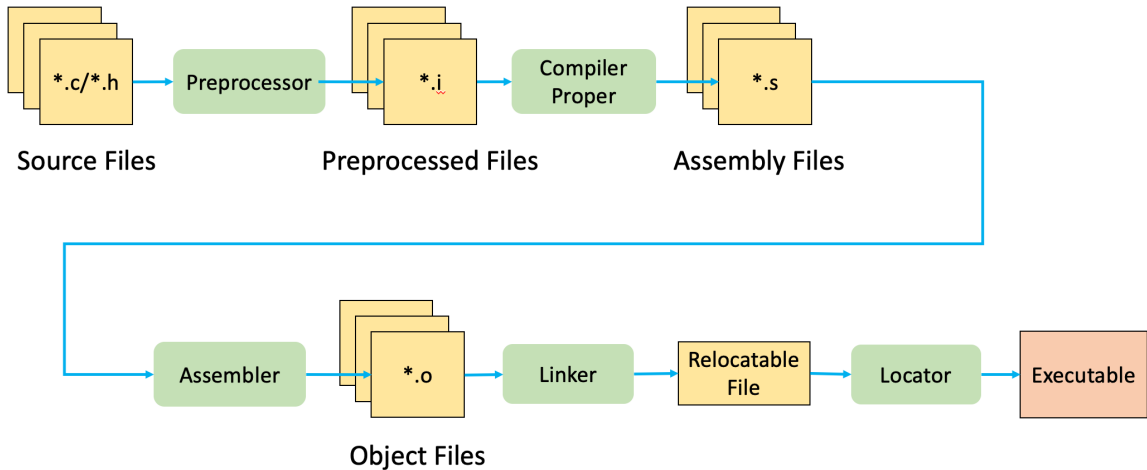 *.c/*.h
Preprocessor
*.i
Compiler
Proper
*.s
Source Files
Preprocessed Files
Assembly Files
Assembler
*.o
Linker
Relocatable
File
Locator
Executable
Object Files